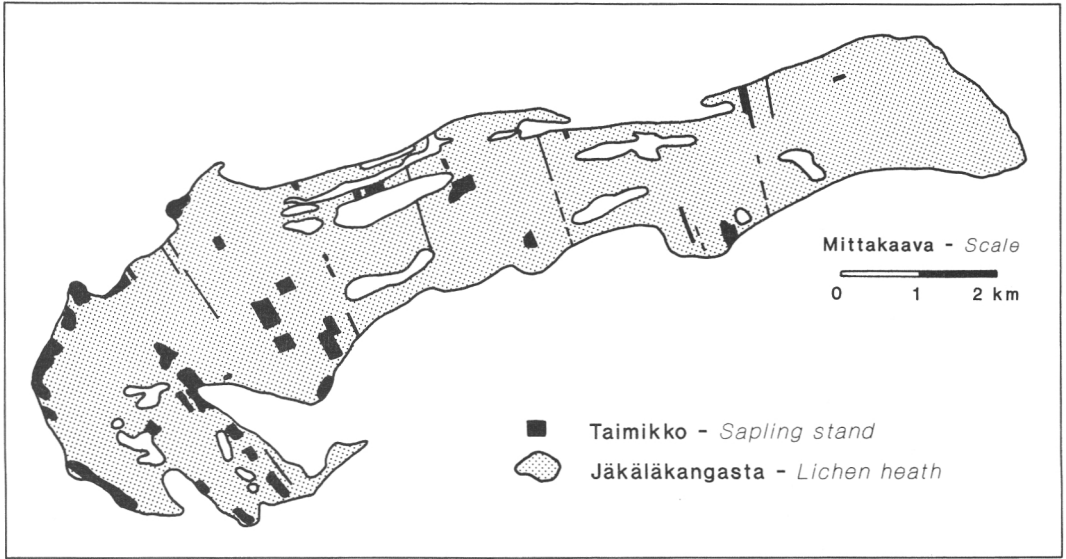 Mittakaava - Scale
0 1 2 km
Taimikko - Sapling stand
Jäkäläkangasta - Lichen heath